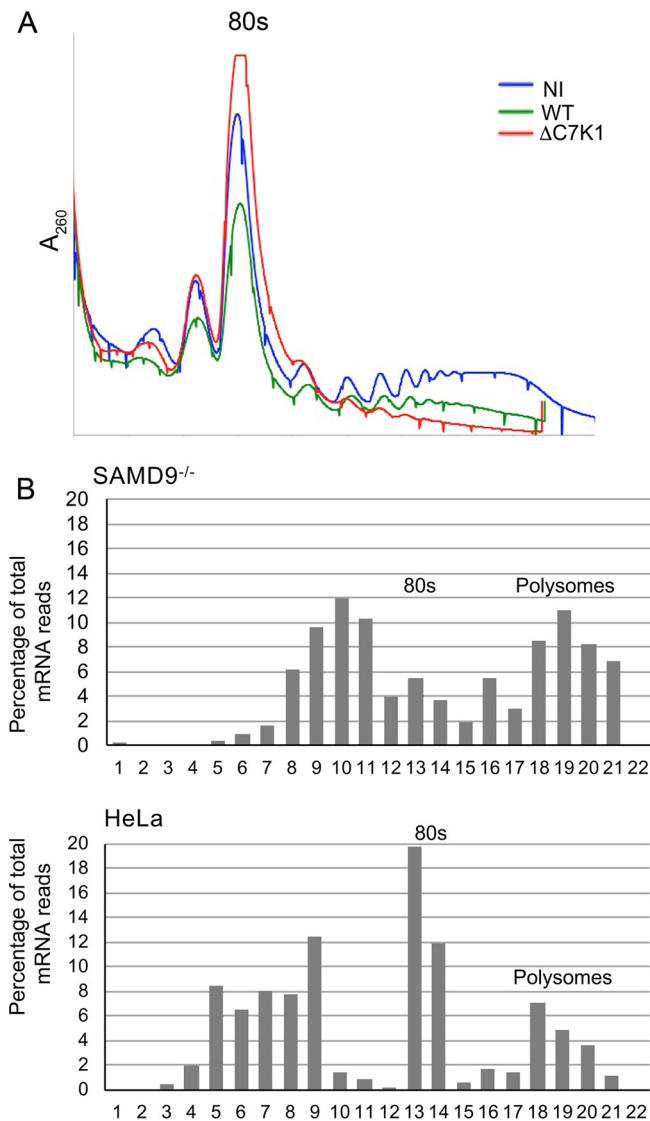 A
80s
NI
WT
ΔC7K1
A260
B
SAMD9-/-
Percentage of total
mRNA reads
20
18
16
14
12
10
8
6
4
2
0
80s
Polysomes
1 2 3 4 5 6 7 8 9 10 11 12 13 14 15 16 17 18 19 20 21 22
HeLa
Percentage of total
mRNA reads
20
18
16
14
12
10
8
6
4
2
0
80s
Polysomes
1 2 3 4 5 6 7 8 9 10 11 12 13 14 15 16 17 18 19 20 21 22